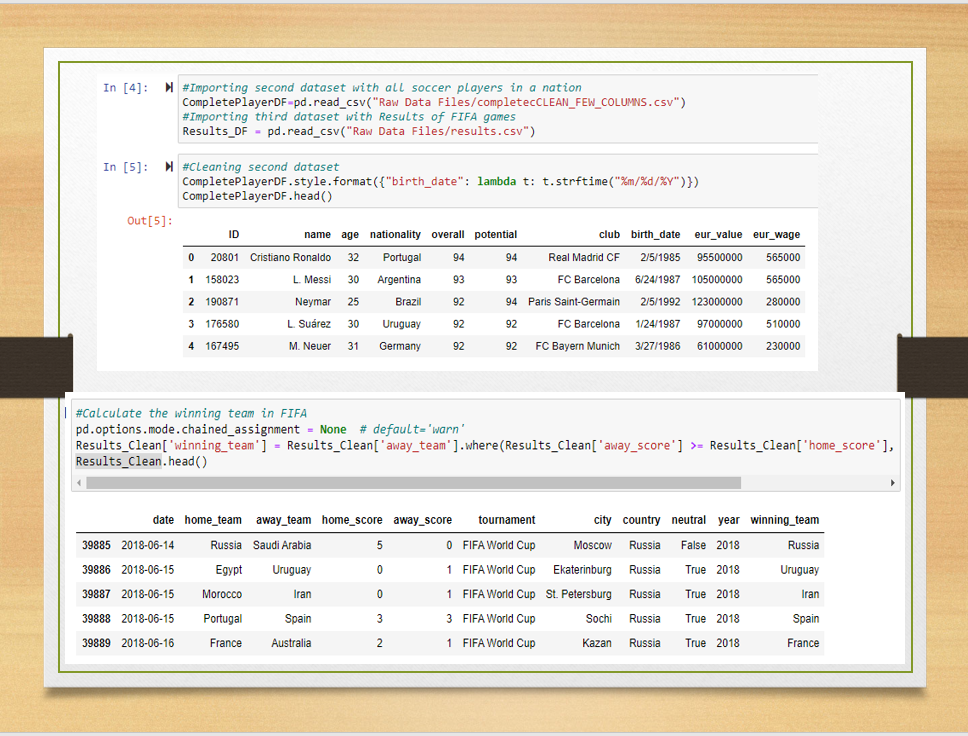 In [4]: #Importing second dataset with all soccer players in a nation
CompletePlayerDF=pd.read_csv("Raw Data Files/completecCLEAN_FEW_COLUMNS.csv")
#Importing third dataset with Results of FIFA games
Results_DF = pd.read_csv("Raw Data Files/results.csv")
In [5]: #Cleaning second dataset
CompletePlayerDF.style.format({"birth_date": lambda t: t.strftime("%m/%d/%Y")})
CompletePlayerDF.head()
Out[5]:
ID name age nationality overall potential club birth_date eur_value eur_wage
0 20801 Cristiano Ronaldo 32 Portugal 94 94 Real Madrid CF 2/5/1985 95500000 565000
1 158023 L. Messi 30 Argentina 93 93 FC Barcelona 6/24/1987 105000000 565000
2 190871 Neymar 25 Brazil 92 94 Paris Saint-Germain 2/5/1992 123000000 280000
3 176580 L. Suárez 30 Uruguay 92 92 FC Barcelona 1/24/1987 97000000 510000
4 167495 M. Neuer 31 Germany 92 92 FC Bayern Munich 3/27/1986 61000000 230000
#Calculate the winning team in FIFA
pd.options.mode.chained_assignment = None # default='warn'
Results_Clean['winning_team'] = Results_Clean['away_team'].where(Results_Clean['away_score'] >= Results_Clean['home_score'],
Results_Clean.head()
date home_team away_team home_score away_score tournament city country neutral year winning_team
39885 2018-06-14 Russia Saudi Arabia 5 0 FIFA World Cup Moscow Russia False 2018 Russia
39886 2018-06-15 Egypt Uruguay 0 1 FIFA World Cup Ekaterinburg Russia True 2018 Uruguay
39887 2018-06-15 Morocco Iran 0 1 FIFA World Cup St. Petersburg Russia True 2018 Iran
39888 2018-06-15 Portugal Spain 3 3 FIFA World Cup Sochi Russia True 2018 Spain
39889 2018-06-16 France Australia 2 1 FIFA World Cup Kazan Russia True 2018 France